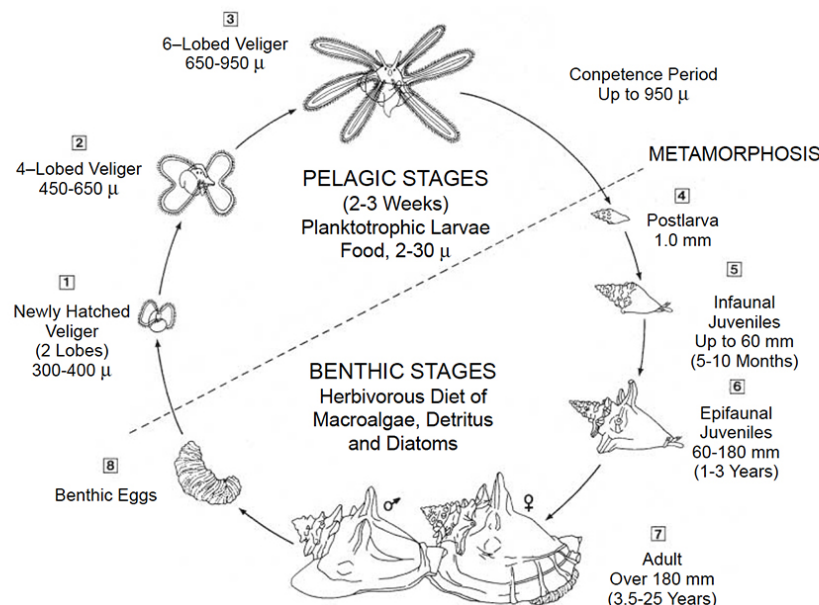 3
6–Lobed Veliger
650-950 μ
Conpetence Period
Up to 950 μ
2
4–Lobed Veliger
450-650 μ
METAMORPHOSIS
PELAGIC STAGES
(2-3 Weeks)
Planktotrophic Larvae
Food, 2-30 μ
4
Postlarva
1.0 mm
1
Newly Hatched
Veliger
(2 Lobes)
300-400 μ
5
Infaunal
Juveniles
Up to 60 mm
(5-10 Months)
BENTHIC STAGES
Herbivorous Diet of
Macroalgae, Detritus
and Diatoms
6
Epifaunal
Juveniles
60-180 mm
(1-3 Years)
8
Benthic Eggs
♂
♀
7
Adult
Over 180 mm
(3.5-25 Years)